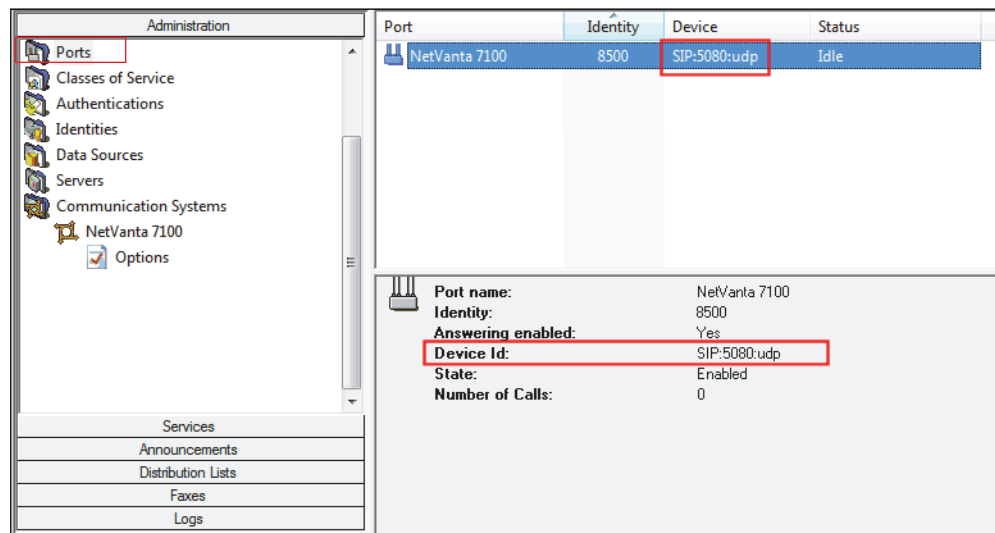 Administration
Ports
Classes of Service
Authentications
Identities
Data Sources
Servers
Communication Systems
NetVanta 7100
Options
Services
Announcements
Distribution Lists
Faxes
Logs
Port Identity Device Status
NetVanta 7100 8500 SIP:5080:udp Idle
Port name: NetVanta 7100
Identity: 8500
Answering enabled: Yes
Device Id: SIP:5080:udp
State: Enabled
Number of Calls: 0